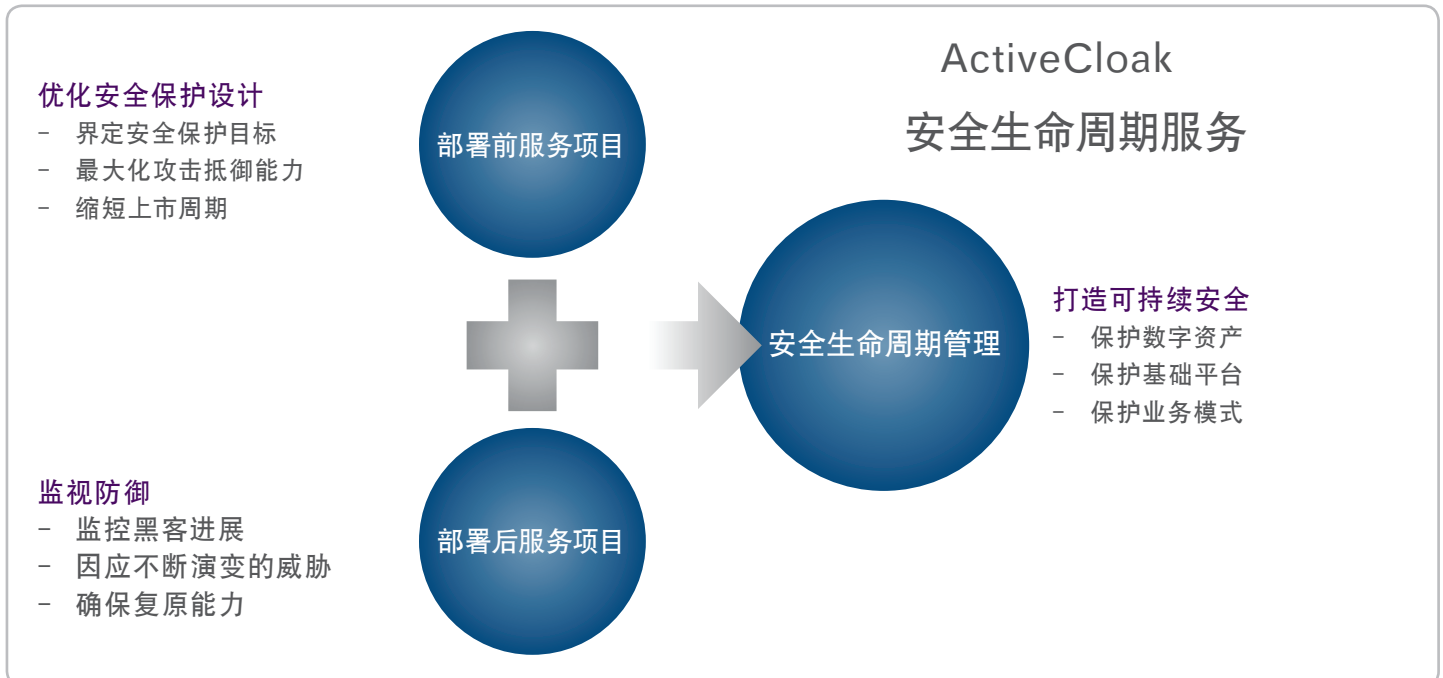 ActiveCloak
安全生命周期服务
优化安全保护设计
- 界定安全保护目标
- 最大化攻击抵御能力
- 缩短上市周期
部署前服务项目
安全生命周期管理
打造可持续安全
- 保护数字资产
- 保护基础平台
- 保护业务模式
监视防御
- 监控黑客进展
- 因应不断演变的威胁
- 确保复原能力
部署后服务项目